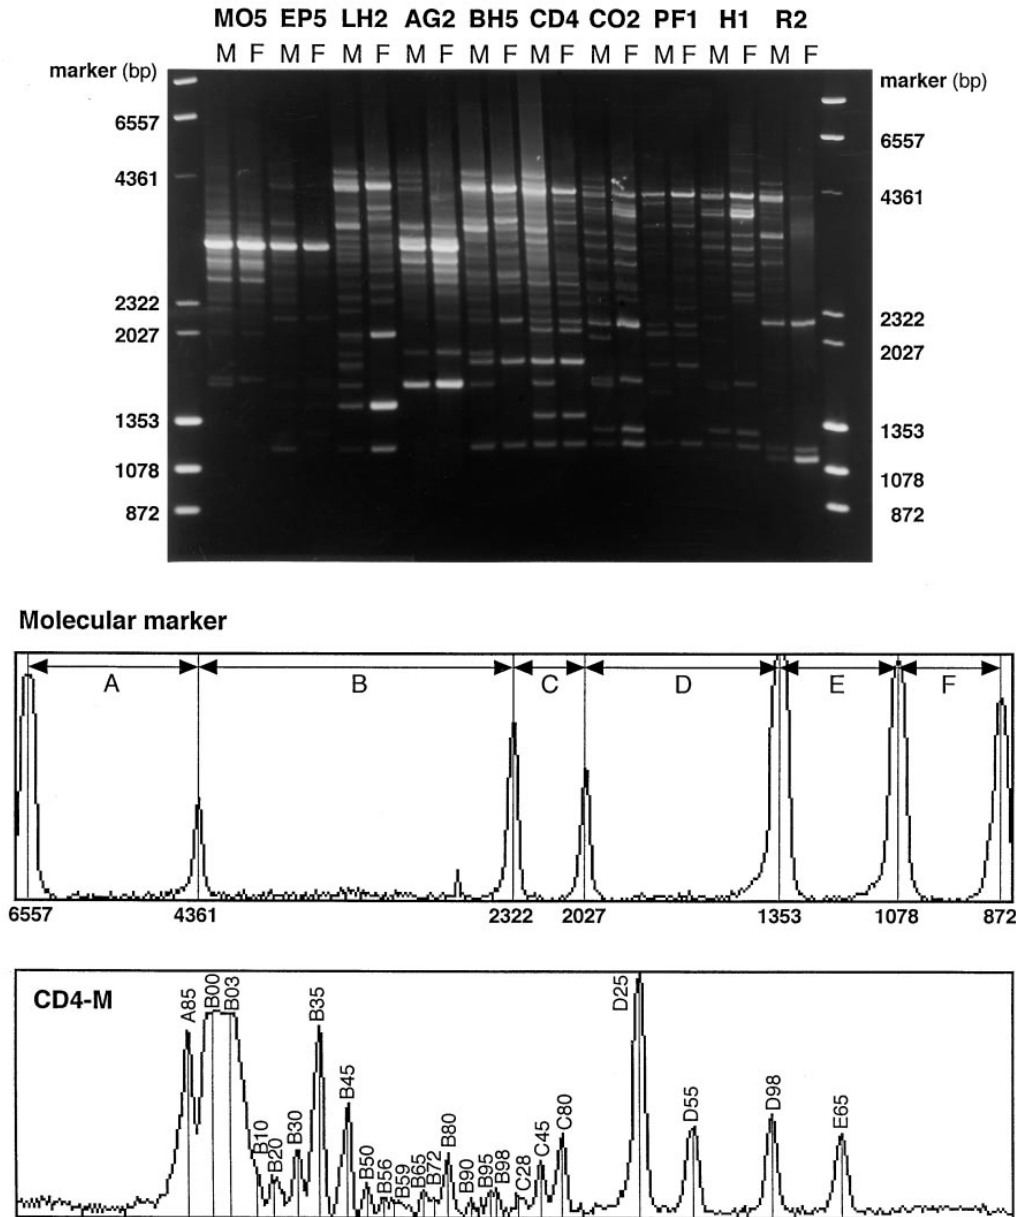 MO5 EP5 LH2 AG2 BH5 CD4 CO2 PF1 H1 R2
M F M F M F M F M F M F M F M F M F M F
marker (bp)
6557
4361
2322
2027
1353
1078
872
marker (bp)
6557
4361
2322
2027
1353
1078
872
Molecular marker
A B C D E F
6557 4361 2322 2027 1353 1078 872
CD4-M
A85
B00
B03
B10
B20
B30
B35
B45
B50
B56
B59
B65
B72
B80
B90
B95
B98
C28
C45
C80
D25
D55
D98
E65